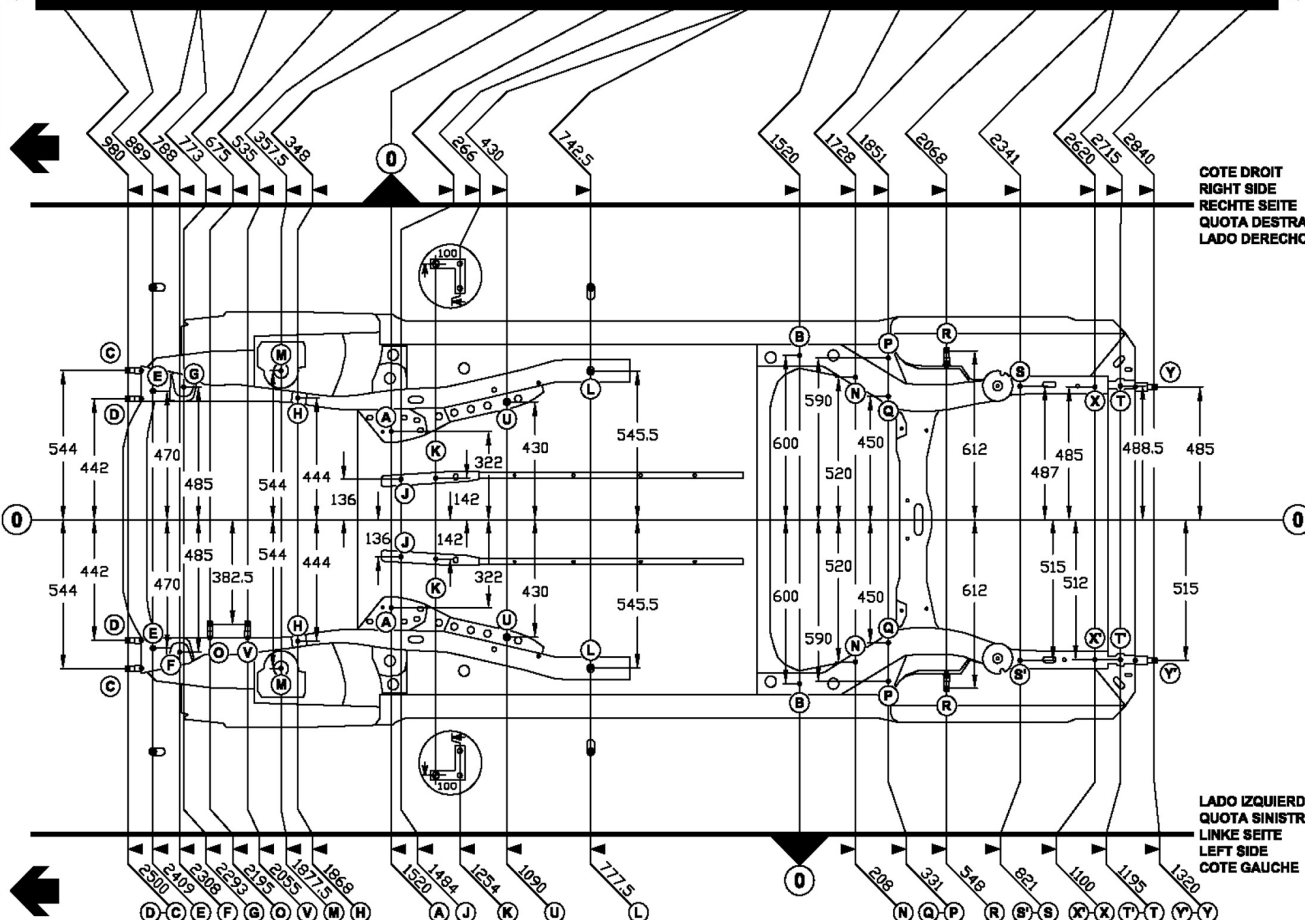 980 889 788 773 675 535 357.5 348 266 430 742.5 1520 1728 1851 2068 2341 2620 2715 2840
0
COTE DROIT
RIGHT SIDE
RECHTE SEITE
QUOTA DESTRA
LADO DERECHO
100
B
C M P R
E G S Y
D H L N X T
A U Q
544 442 470 485 544 444 K 322 430 545.5 600 590 520 450 612 487 485 488.5 485
136 J 142
0 0
136 J 142
544 442 470 485 382.5 544 444 K 322 430 545.5 600 590 520 450 612 515 512 515
D E H A U Q
F O V L N X' T'
C M S' Y'
B P R
100
LADO IZQUIERD
QUOTA SINISTR
LINKE SEITE
LEFT SIDE
COTE GAUCHE
0
2500 2409 2308 2293 2195 2055 1877.5 1868 1520 1484 1254 1090 777.5 208 331 548 821 1100 1195 1320
D-C E F G O V M H A J K U L N Q-P R S'-S X'-X T'-T Y'-Y